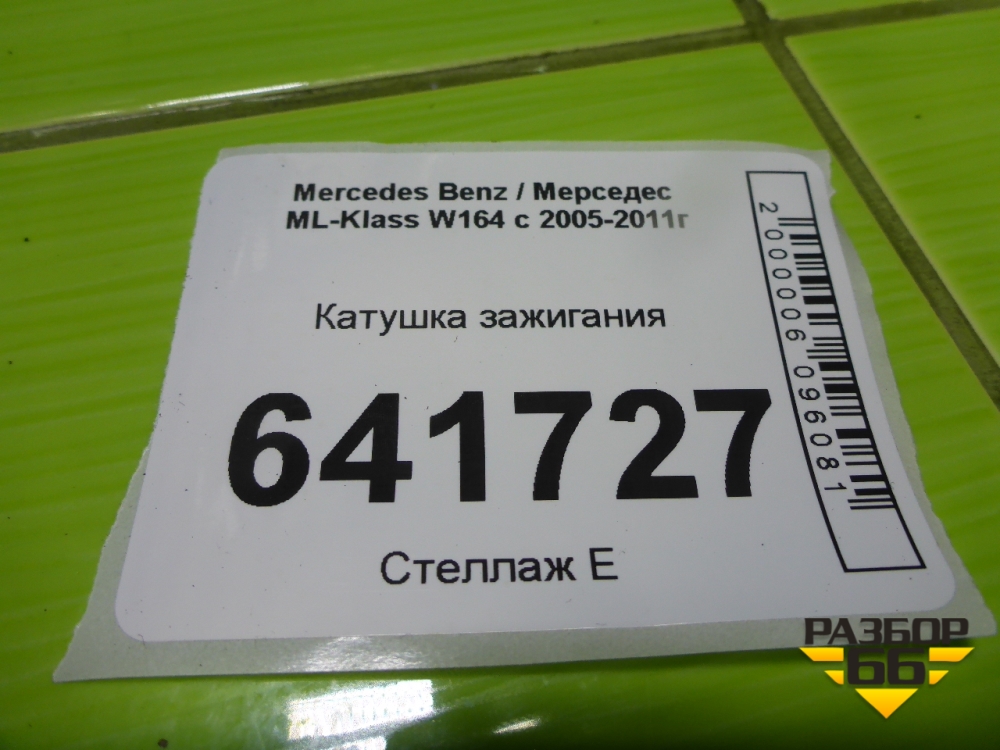 Mercedes Benz / Мерседес
ML-Klass W164 с 2005-2011г
Катушка зажигания
641727
Стеллаж Е
2000006096081
РАЗБОР
66